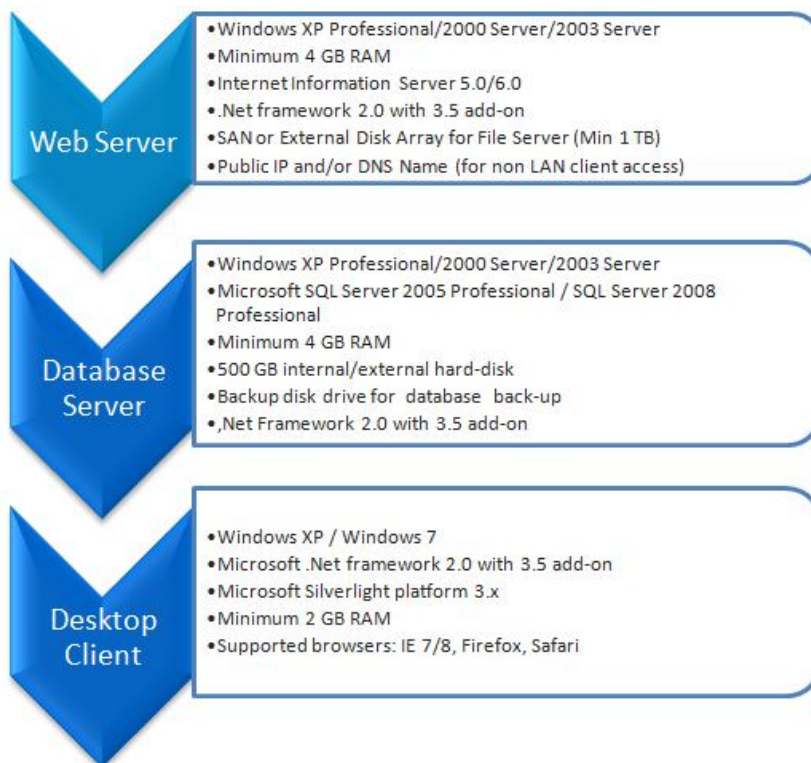 Web Server
•Windows XP Professional/2000 Server/2003 Server
•Minimum 4 GB RAM
•Internet Information Server 5.0/6.0
•.Net framework 2.0 with 3.5 add-on
•SAN or External Disk Array for File Server (Min 1 TB)
•Public IP and/or DNS Name (for non LAN client access)
Database
Server
•Windows XP Professional/2000 Server/2003 Server
•Microsoft SQL Server 2005 Professional / SQL Server 2008
Professional
•Minimum 4 GB RAM
•500 GB internal/external hard-disk
•Backup disk drive for database back-up
•,Net Framework 2.0 with 3.5 add-on
Desktop
Client
•Windows XP / Windows 7
•Microsoft .Net framework 2.0 with 3.5 add-on
•Microsoft Silverlight platform 3.x
•Minimum 2 GB RAM
•Supported browsers: IE 7/8, Firefox, Safari